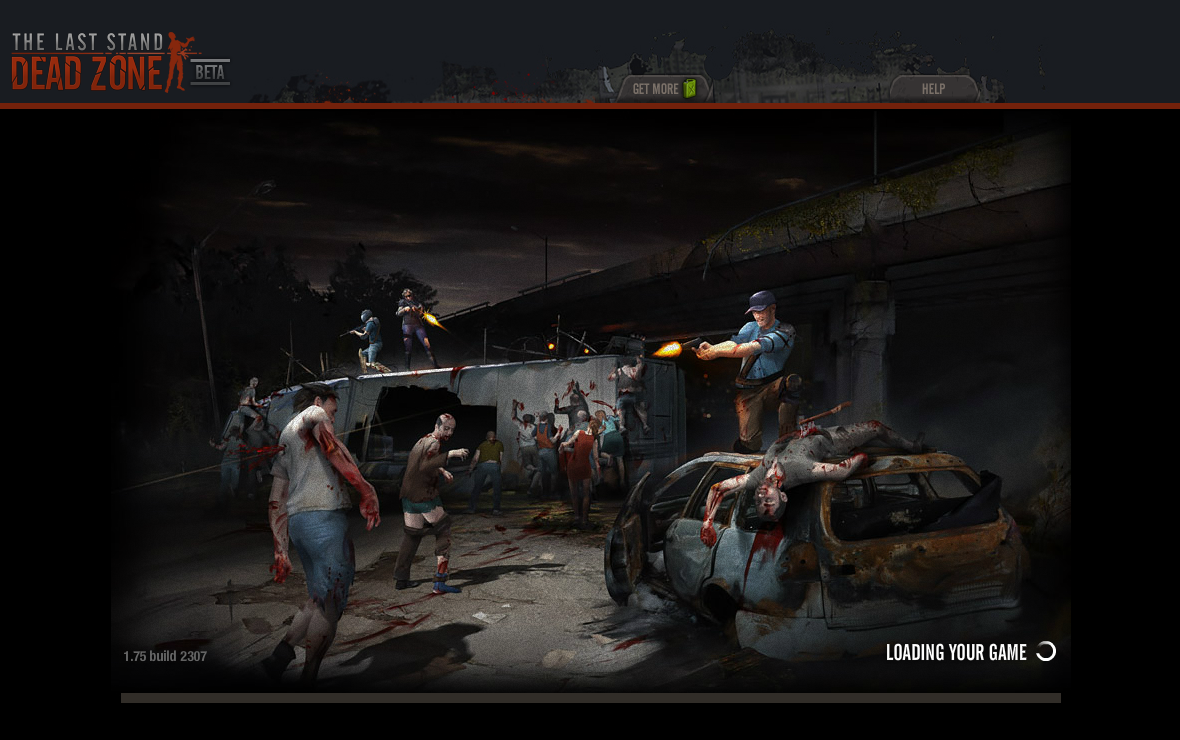 THE LAST STAND
DEAD ZONE
BETA
GET MORE
HELP
1.75 build 2307
LOADING YOUR GAME